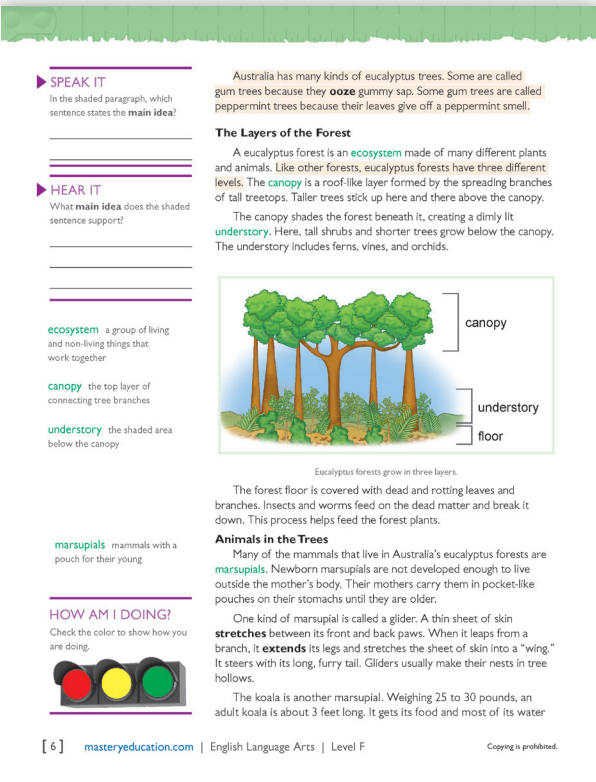 SPEAK IT
In the shaded paragraph, which
sentence states the main idea?
HEAR IT
What main idea does the shaded
sentence support?
ecosystem a group of living
and non-living things that
work together
canopy the top layer of
connecting tree branches
understory the shaded area
below the canopy
marsupials mammals with a
pouch for their young
HOW AM I DOING?
Check the color to show how you
are doing.
Australia has many kinds of eucalyptus trees. Some are called
gum trees because they ooze gummy sap. Some gum trees are called
peppermint trees because their leaves give off a peppermint smell.
The Layers of the Forest
A eucalyptus forest is an ecosystem made of many different plants
and animals. Like other forests, eucalyptus forests have three different
levels. The canopy is a roof-like layer formed by the spreading branches
of tall treetops. Taller trees stick up here and there above the canopy.
The canopy shades the forest beneath it, creating a dimly lit
understory. Here, tall shrubs and shorter trees grow below the canopy.
The understory includes ferns, vines, and orchids.
canopy
understory
floor
Eucalyptus forests grow in three layers.
The forest floor is covered with dead and rotting leaves and
branches. Insects and worms feed on the dead matter and break it
down. This process helps feed the forest plants.
Animals in the Trees
Many of the mammals that live in Australia's eucalyptus forests are
marsupials. Newborn marsupials are not developed enough to live
outside the mother's body. Their mothers carry them in pocket-like
pouches on their stomachs until they are older.
One kind of marsupial is called a glider. A thin sheet of skin
stretches between its front and back paws. When it leaps from a
branch, it extends its legs and stretches the sheet of skin into a "wing."
It steers with its long, furry tail. Gliders usually make their nests in tree
hollows.
The koala is another marsupial. Weighing 25 to 30 pounds, an
adult koala is about 3 feet long. It gets its food and most of its water
[ 6 ] masteryeducation.com | English Language Arts | Level F
Copying is prohibited.